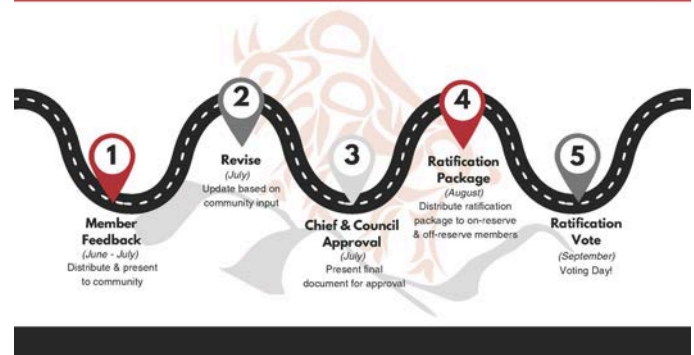 1
Member
Feedback
(June - July)
Distribute & present
to community
2
Revise
(July)
Update based on
community input
3
Chief & Council
Approval
(July)
Present final
document for approval
4
Ratification
Package
(August)
Distribute ratification
package to on-reserve
& off-reserve members
5
Ratification
Vote
(September)
Voting Day!